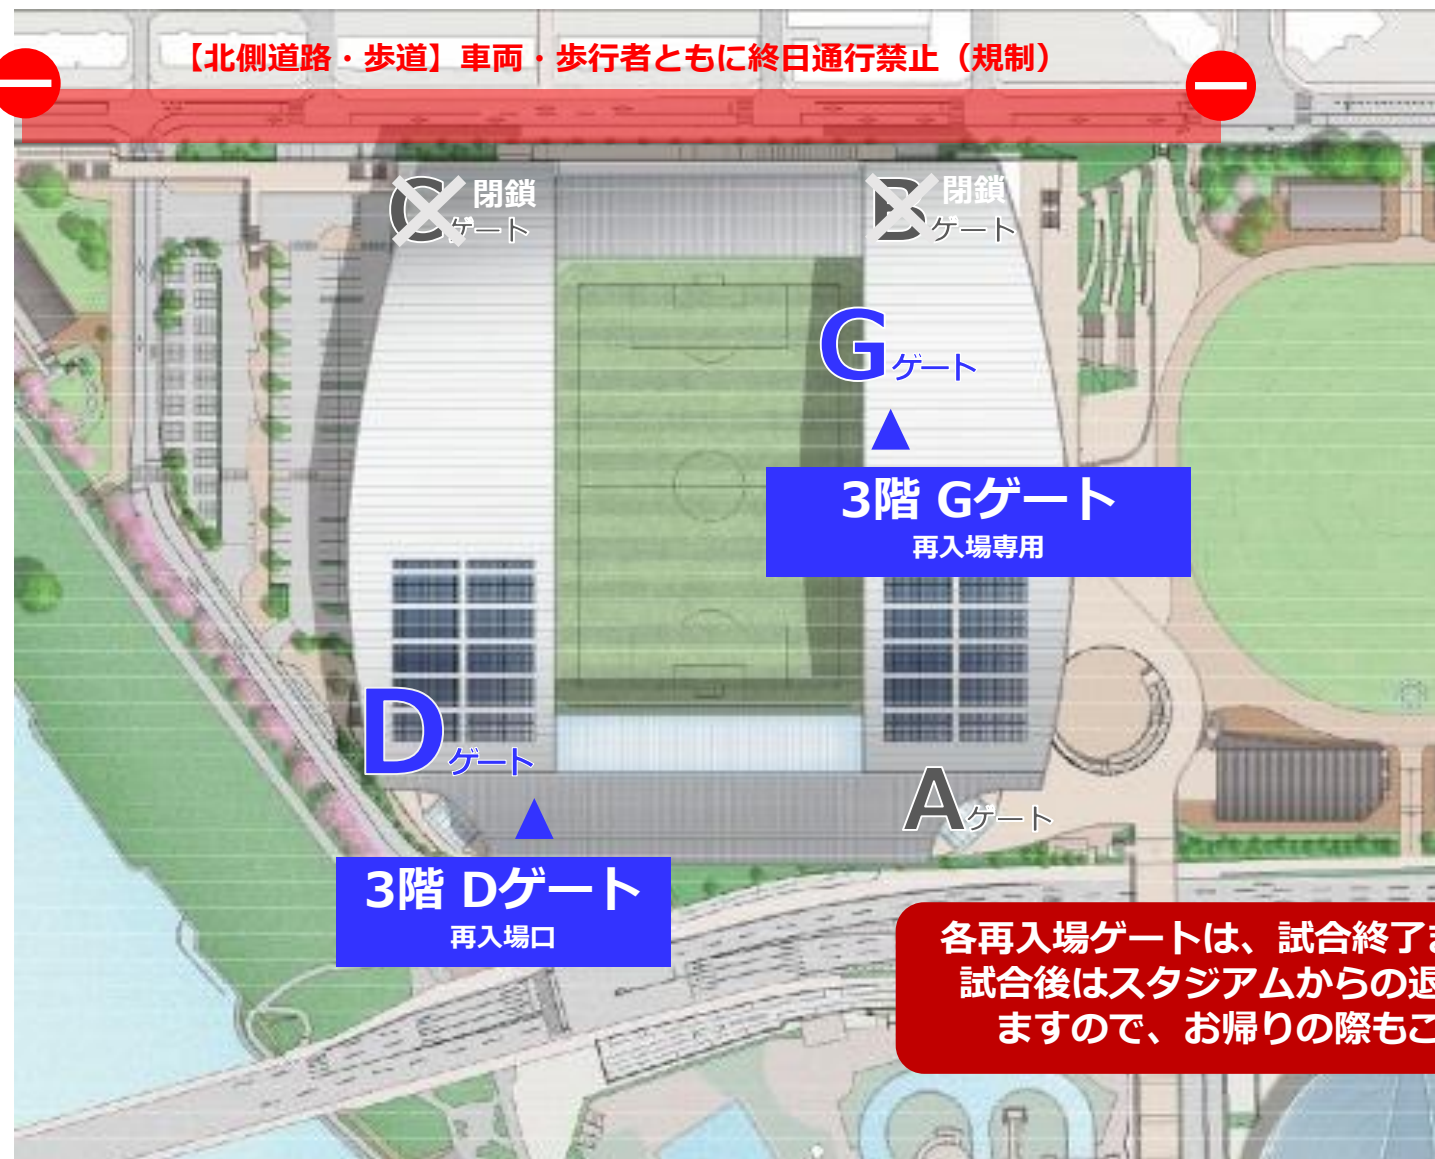 【北側道路・歩道】車両・歩行者ともに終日通行禁止（規制）
C 閉鎖
ゲート
B 閉鎖
ゲート
Gゲート
3階 Gゲート
再入場専用
Dゲート
Aゲート
3階 Dゲート
再入場口
各再入場ゲートは、試合終了
試合後はスタジアムからの退
ますので、お帰りの際もこ